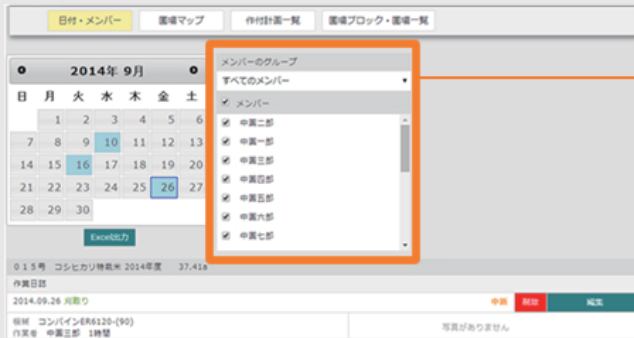 日付・メンバー 圃場マップ 作付計画一覧 圃場ブロック・圃場一覧
2014年 9月
日 月 火 水 木 金 土
1 2 3 4 5 6
7 8 9 10 11 12 13
14 15 16 17 18 19 20
21 22 23 24 25 26 27
28 29 30
Excel出力
メンバーのグループ
すべてのメンバー
メンバー
中嶌二郎
中嶌一郎
中嶌三郎
中嶌四郎
中嶌五郎
中嶌六郎
中嶌七郎
015号 コシヒカリ特栽米 2014年度 37.41a
作業日誌
2014.09.26 刈取り 中断 削除 編集
機械 コンバインER6120-(90)
作業者 中嶌三郎 1時間
写真がありません